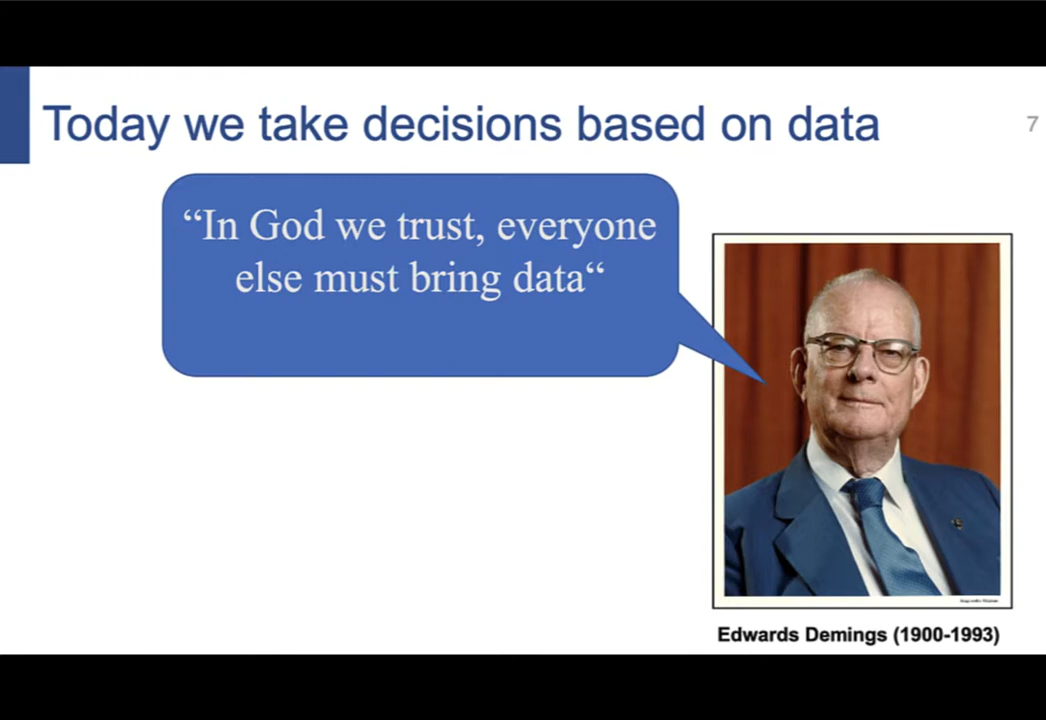 Today we take decisions based on data
7
“In God we trust, everyone
else must bring data“
Edwards Demings (1900-1993)